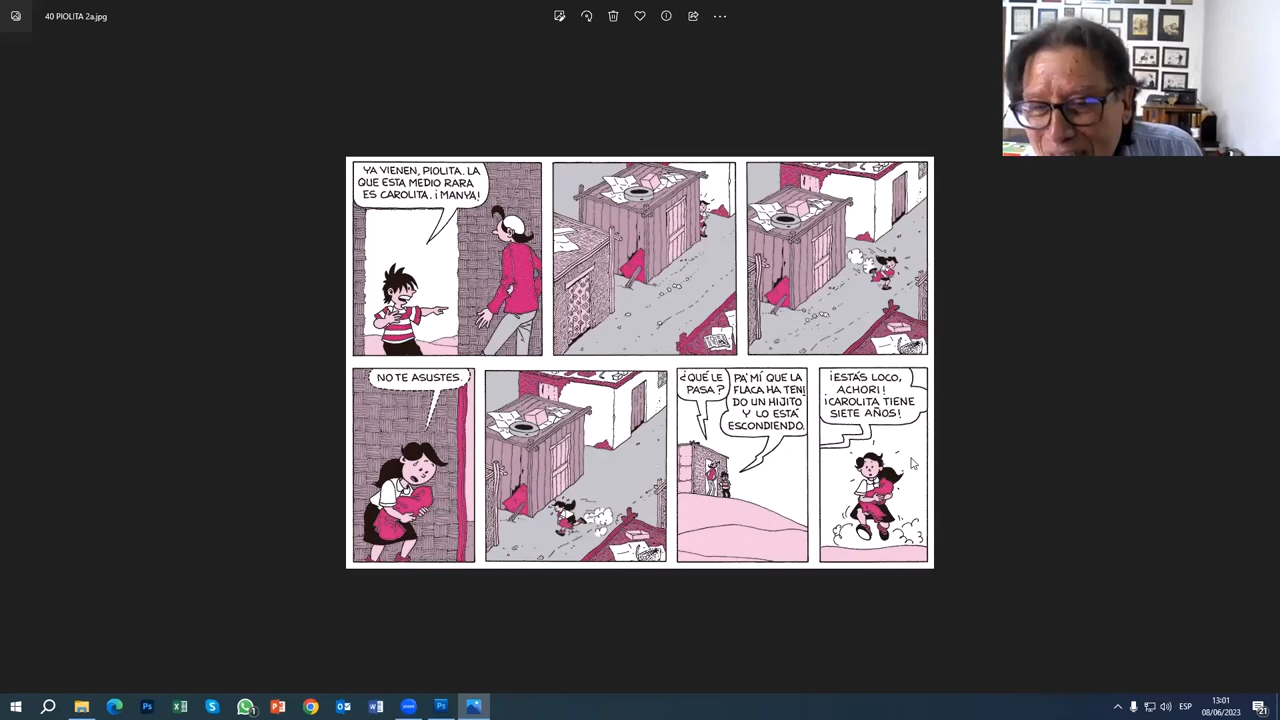 40 PIOLITA 2a.jpg
YA VIENEN, PIOLITA. LA
QUE ESTA MEDIO RARA
ES CAROLITA. ¡MANYA!
NO TE ASUSTES.
¿QUÉ LE
PASA?
PA'MÍ QUE LA
FLACA HA TENI
DO UN HIJITO
Y LO ESTÁ
ESCONDIENDO.
¡ESTÁS LOCO,
ACHORI!
¡CAROLITA TIENE
SIETE AÑOS!
ESP
13:01
08/06/2023
21